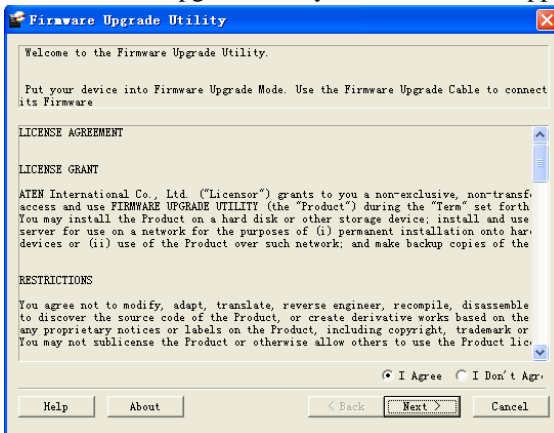 Firmware Upgrade Utility
Welcome to the Firmware Upgrade Utility.
Put your device into Firmware Upgrade Mode. Use the Firmware Upgrade Cable to connect
its Firmware
LICENSE AGREEMENT
LICENSE GRANT
ATEN International Co., Ltd. ("Licensor") grants to you a non-exclusive, non-transf
access and use FIRMWARE UPGRADE UTILITY (the "Product") during the "Term" set forth
You may install the Product on a hard disk or other storage device; install and use
server for use on a network for the purposes of (i) permanent installation onto har
devices or (ii) use of the Product over such network; and make backup copies of the
RESTRICTIONS
You agree not to modify, adapt, translate, reverse engineer, recompile, disassemble
to discover the source code of the Product, or create derivative works based on the
any proprietary notices or labels on the Product, including copyright, trademark or
You may not sublicense the Product or otherwise allow others to use the Product lic
I Agree I Don't Agr
Help About < Back Next > Cancel